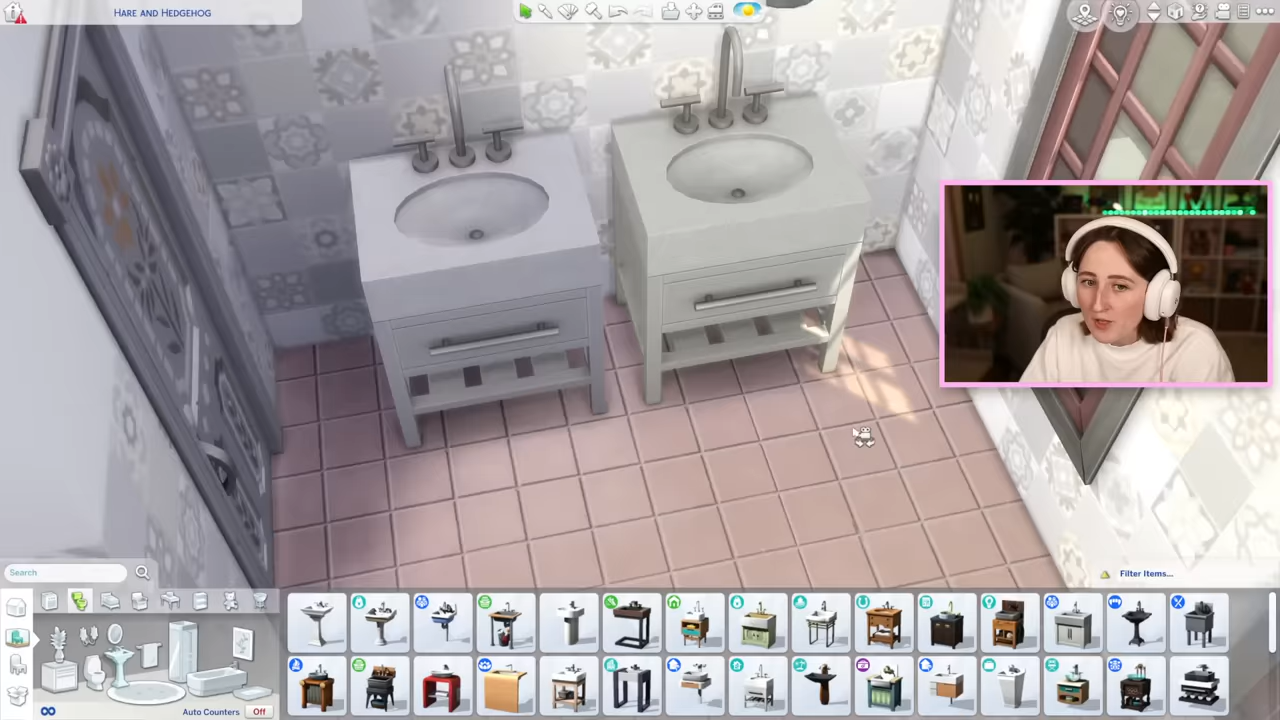 HARE AND HEDGEHOG
Search
Filter Items...
Auto Counters
Off